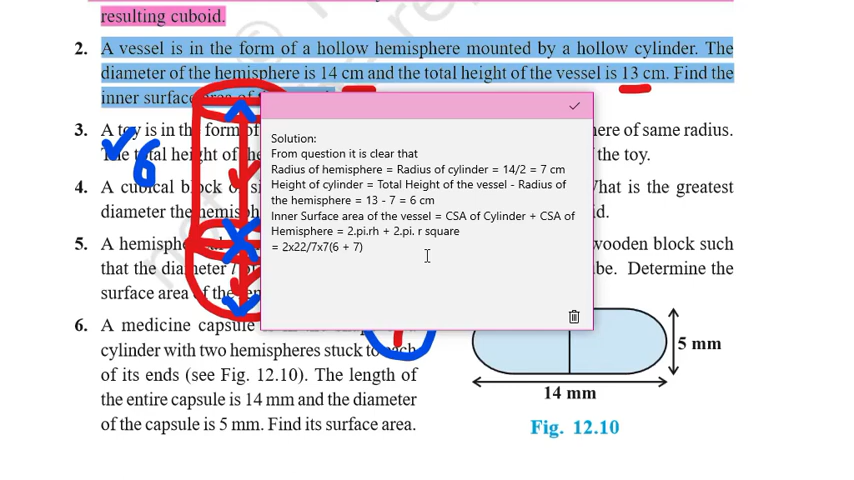 resulting cuboid.
2. A vessel is in the form of a hollow hemisphere mounted by a hollow cylinder. The
diameter of the hemisphere is 14 cm and the total height of the vessel is 13 cm. Find the
inner surface area of
3. A toy is in the form of here of same radius.
The total height of the of the toy.
4. A cubical block of si What is the greatest
diameter the hemisph d.
5. A hemisph wooden block such
that the diameter l be. Determine the
surface area of the
6. A medicine capsule
cylinder with two hemispheres stuck to each
of its ends (see Fig. 12.10). The length of
the entire capsule is 14 mm and the diameter
of the capsule is 5 mm. Find its surface area.
Solution:
From question it is clear that
Radius of hemisphere = Radius of cylinder = 14/2 = 7 cm
Height of cylinder = Total Height of the vessel - Radius of
the hemisphere = 13 - 7 = 6 cm
Inner Surface area of the vessel = CSA of Cylinder + CSA of
Hemisphere = 2.pi.rh + 2.pi. r square
= 2x22/7x7(6 + 7)
6
5 mm
14 mm
Fig. 12.10